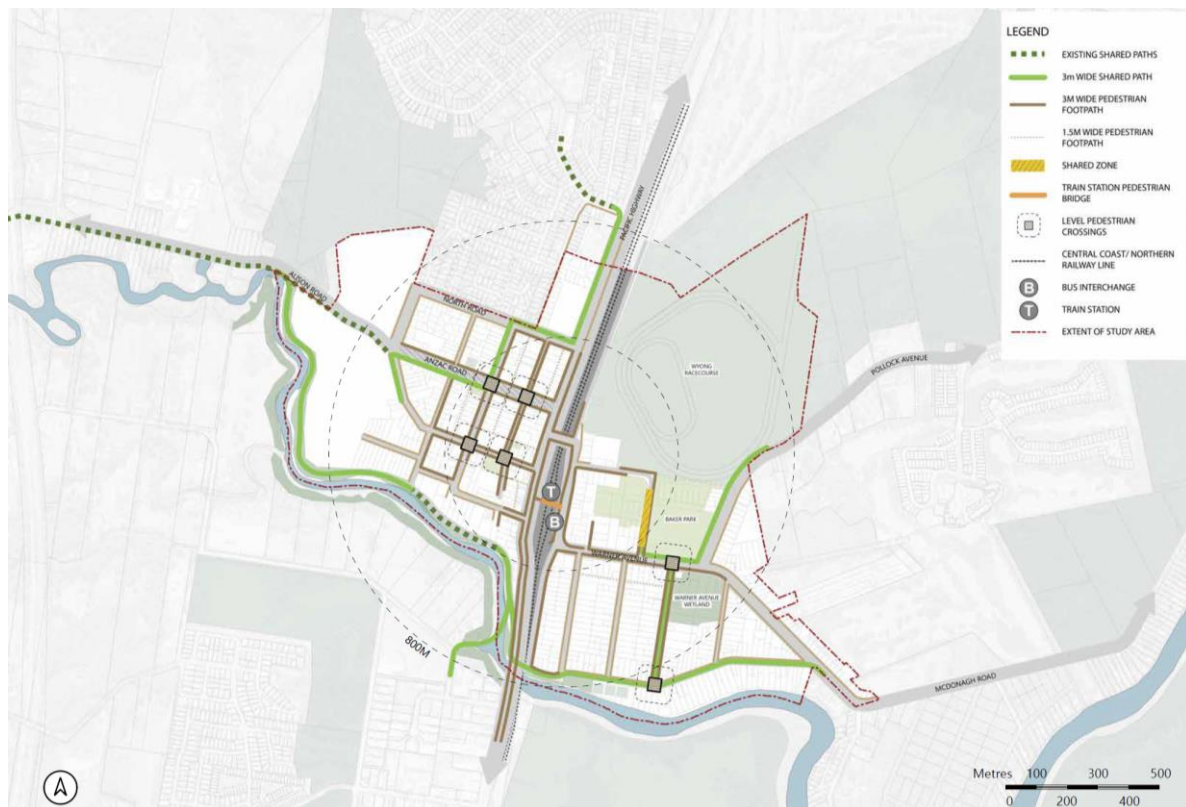 LEGEND
EXISTING SHARED PATHS
3m WIDE SHARED PATH
3M WIDE PEDESTRIAN
FOOTPATH
1.5M WIDE PEDESTRIAN
FOOTPATH
SHARED ZONE
TRAIN STATION PEDESTRIAN
BRIDGE
LEVEL PEDESTRIAN
CROSSINGS
CENTRAL COAST/ NORTHERN
RAILWAY LINE
B BUS INTERCHANGE
T TRAIN STATION
EXTENT OF STUDY AREA
PACIFIC HIGHWAY
ALISON ROAD
NORTH ROAD
ANZAC ROAD
WYONG
RACECOURSE
POLLOCK AVENUE
T
B
BAKER PARK
WARNER AVENUE
WARNER AVENUE
WETLAND
800M
MCDONAGH ROAD
Metres 100 300 500
0 200 400